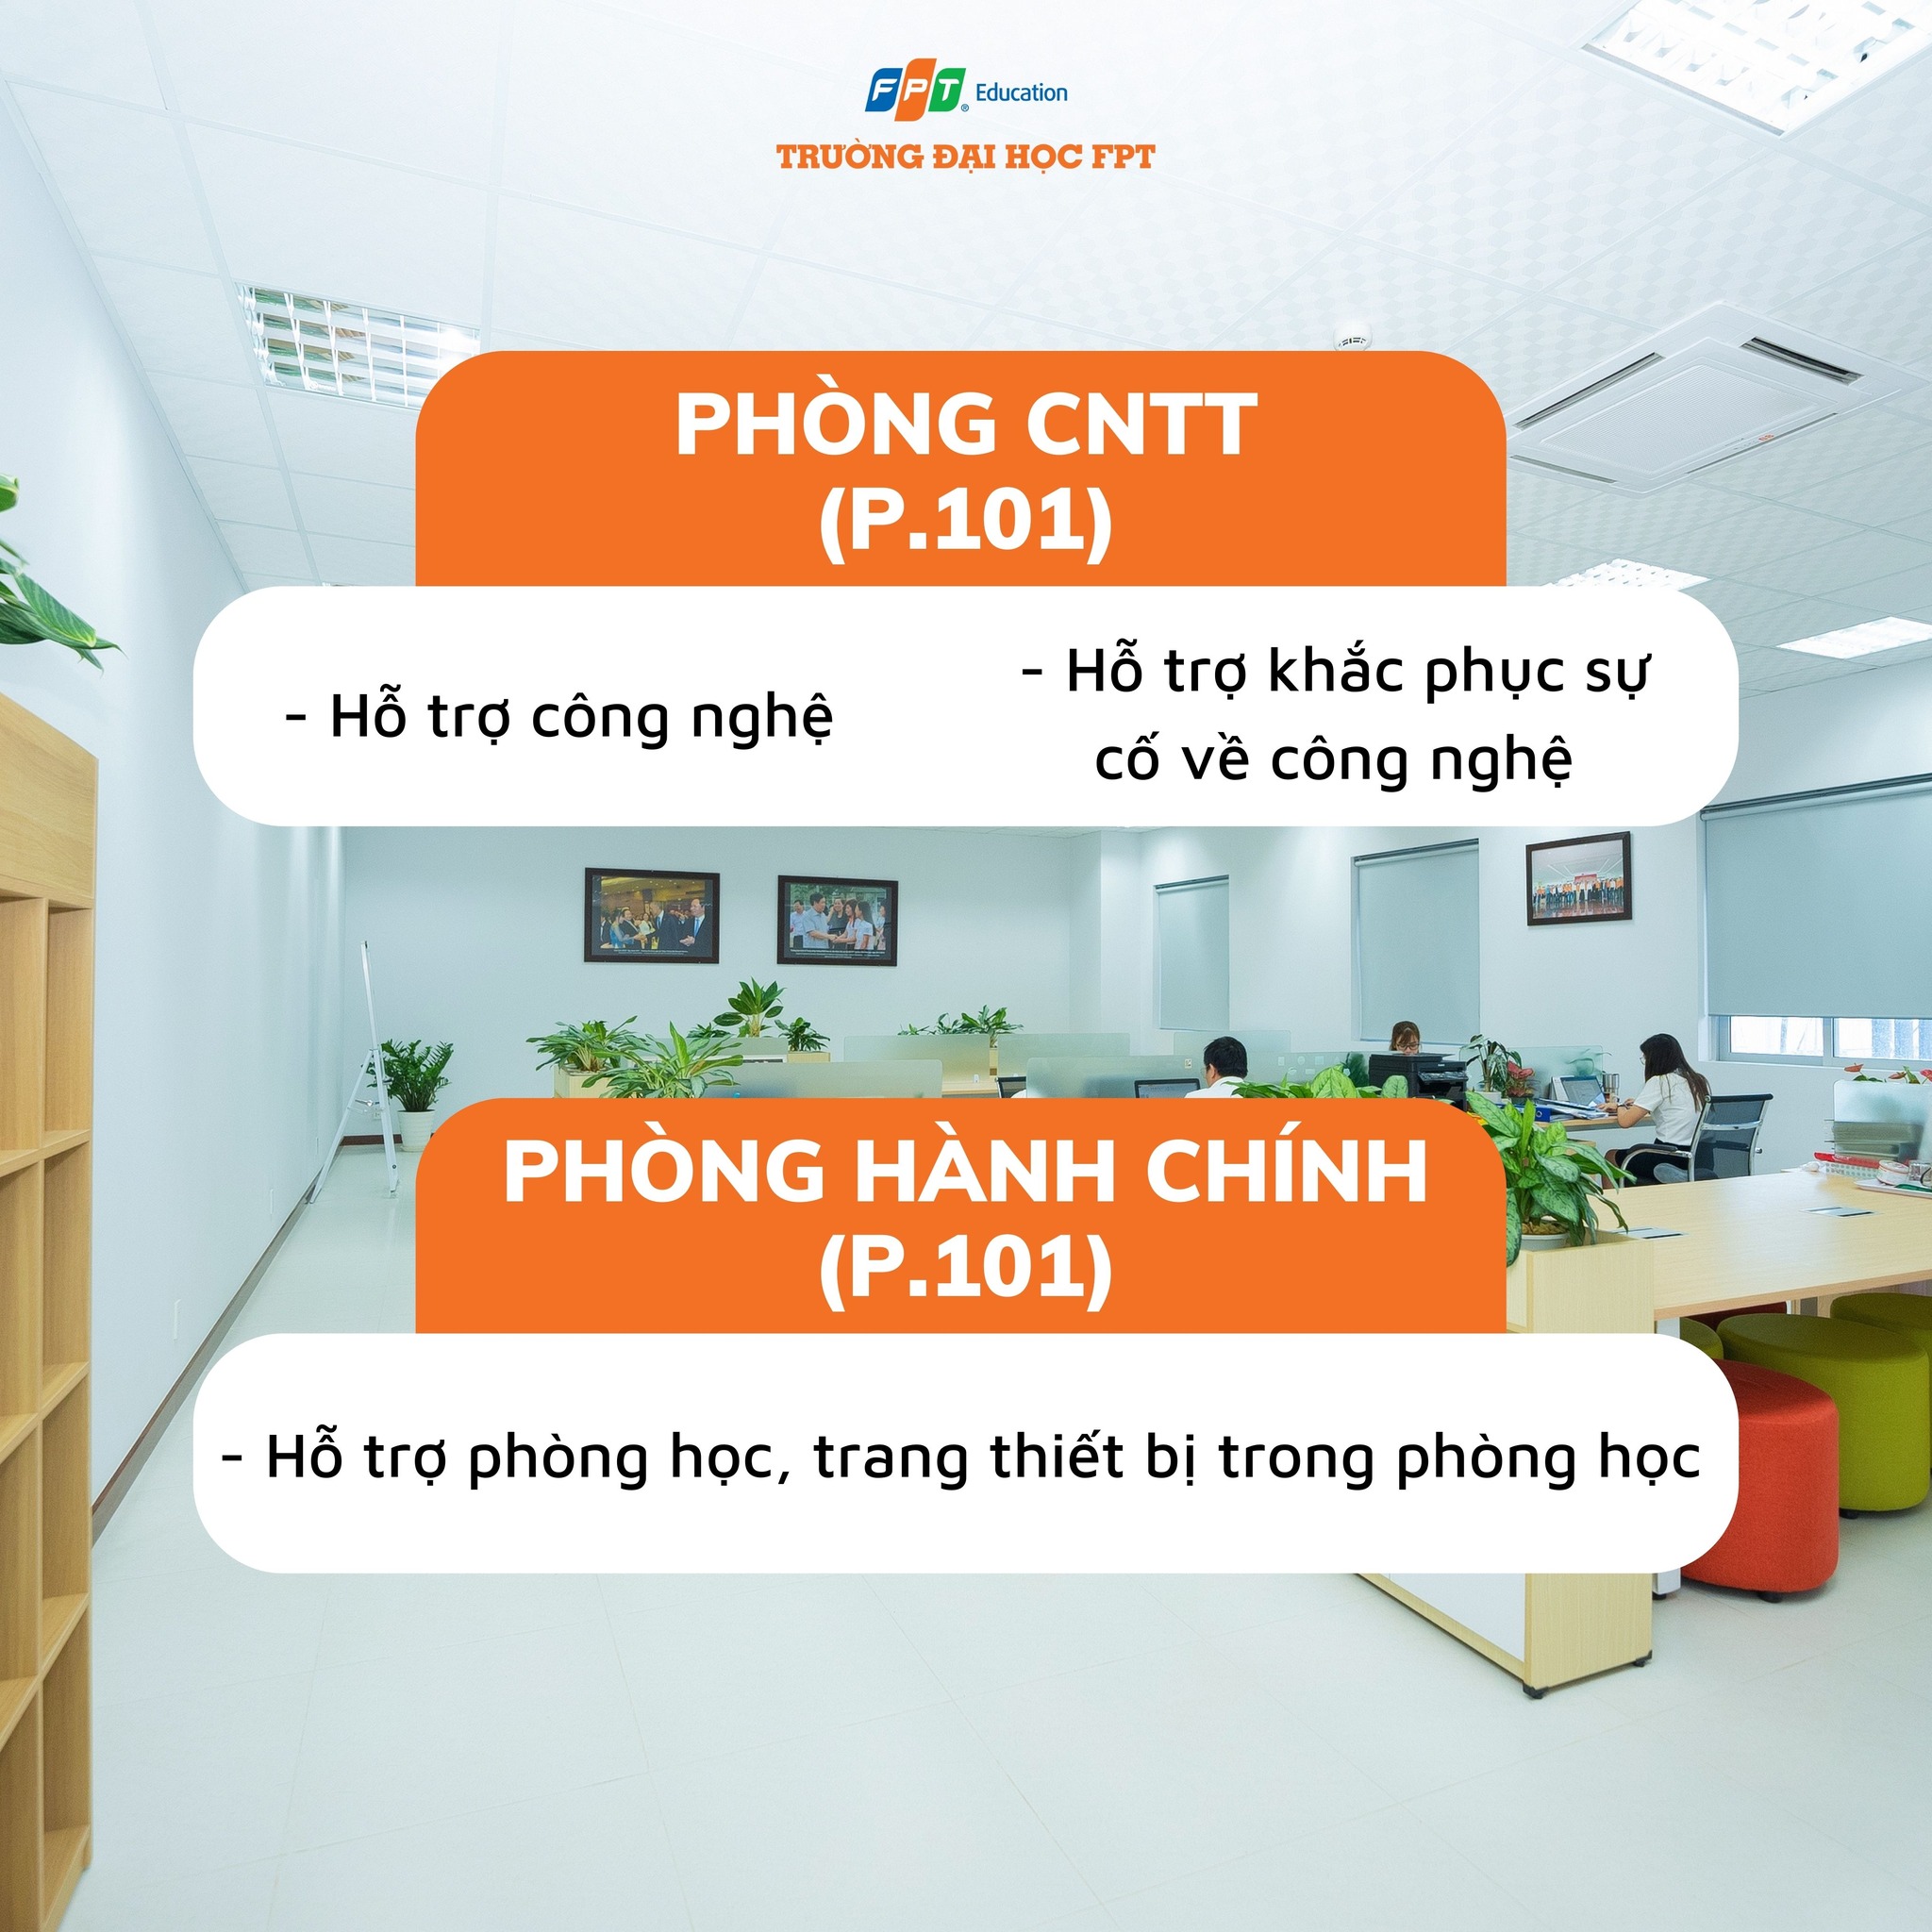 FPT® Education
TRƯỜNG ĐẠI HỌC FPT
PHÒNG CNTT
(P.101)
- Hỗ trợ công nghệ
- Hỗ trợ khắc phục sự
cố về công nghệ
PHÒNG HÀNH CHÍNH
(P.101)
- Hỗ trợ phòng học, trang thiết bị trong phòng học